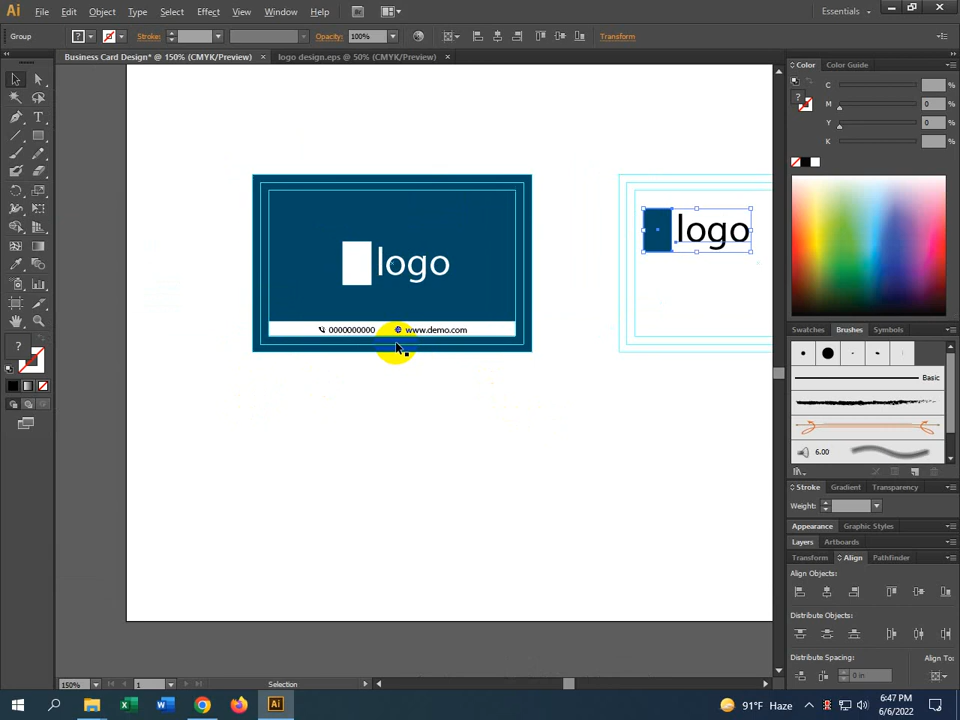 Ai File Edit Object Type Select Effect View Window Help Br Essentials
Group Stroke: Opacity: 100% Transform
Business Card Design* @ 150% (CMYK/Preview) × logo design.eps @ 50% (CMYK/Preview) ×
Color Color Guide
C %
M 0 %
Y 0 %
K %
logo
logo
0000000000 www.demo.com
Swatches Brushes Symbols
Basic
6.00
Stroke Gradient Transparency
Weight:
Appearance Graphic Styles
Layers Artboards
Transform Align Pathfinder
Align Objects:
Distribute Objects:
Distribute Spacing: Align To:
0 in
150% 1 Selection
91°F Haze 6:47 PM
6/6/2022